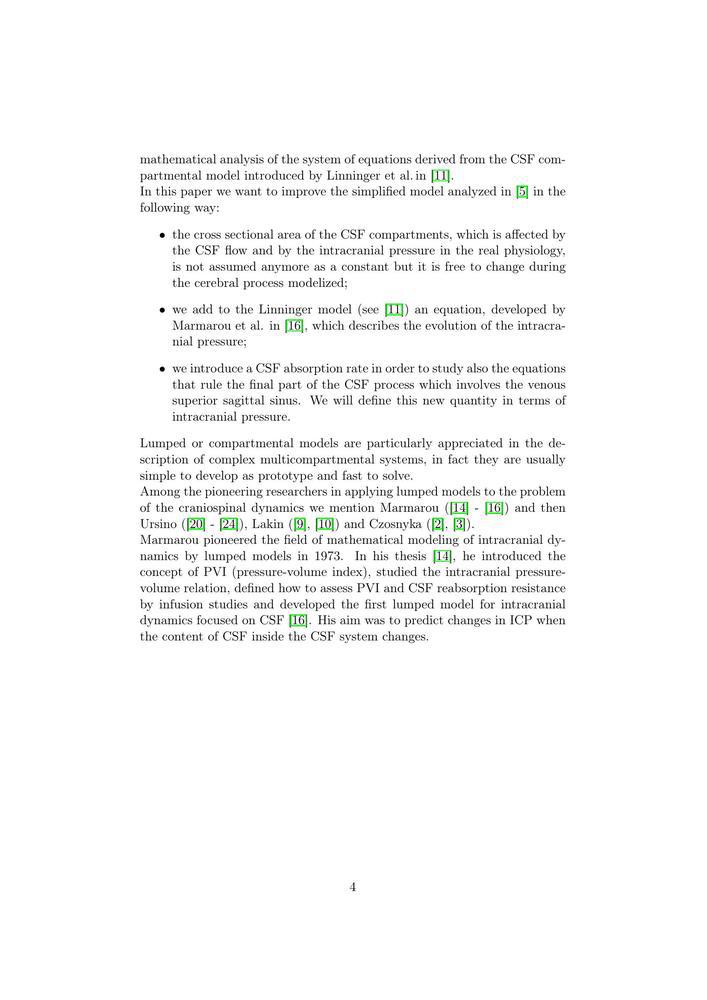 mathematical analysis of the system of equations derived from the CSF com-
partmental model introduced by Linninger et al. in [11].
In this paper we want to improve the simplified model analyzed in [5] in the
following way:
• the cross sectional area of the CSF compartments, which is affected by
the CSF flow and by the intracranial pressure in the real physiology,
is not assumed anymore as a constant but it is free to change during
the cerebral process modelized;
• we add to the Linninger model (see [11]) an equation, developed by
Marmarou et al. in [16], which describes the evolution of the intracra-
nial pressure;
• we introduce a CSF absorption rate in order to study also the equations
that rule the final part of the CSF process which involves the venous
superior sagittal sinus. We will define this new quantity in terms of
intracranial pressure.
Lumped or compartmental models are particularly appreciated in the de-
scription of complex multicompartmental systems, in fact they are usually
simple to develop as prototype and fast to solve.
Among the pioneering researchers in applying lumped models to the problem
of the craniospinal dynamics we mention Marmarou ([14] - [16]) and then
Ursino ([20] - [24]), Lakin ([9], [10]) and Czosnyka ([2], [3]).
Marmarou pioneered the field of mathematical modeling of intracranial dy-
namics by lumped models in 1973. In his thesis [14], he introduced the
concept of PVI (pressure-volume index), studied the intracranial pressure-
volume relation, defined how to assess PVI and CSF reabsorption resistance
by infusion studies and developed the first lumped model for intracranial
dynamics focused on CSF [16]. His aim was to predict changes in ICP when
the content of CSF inside the CSF system changes.
4